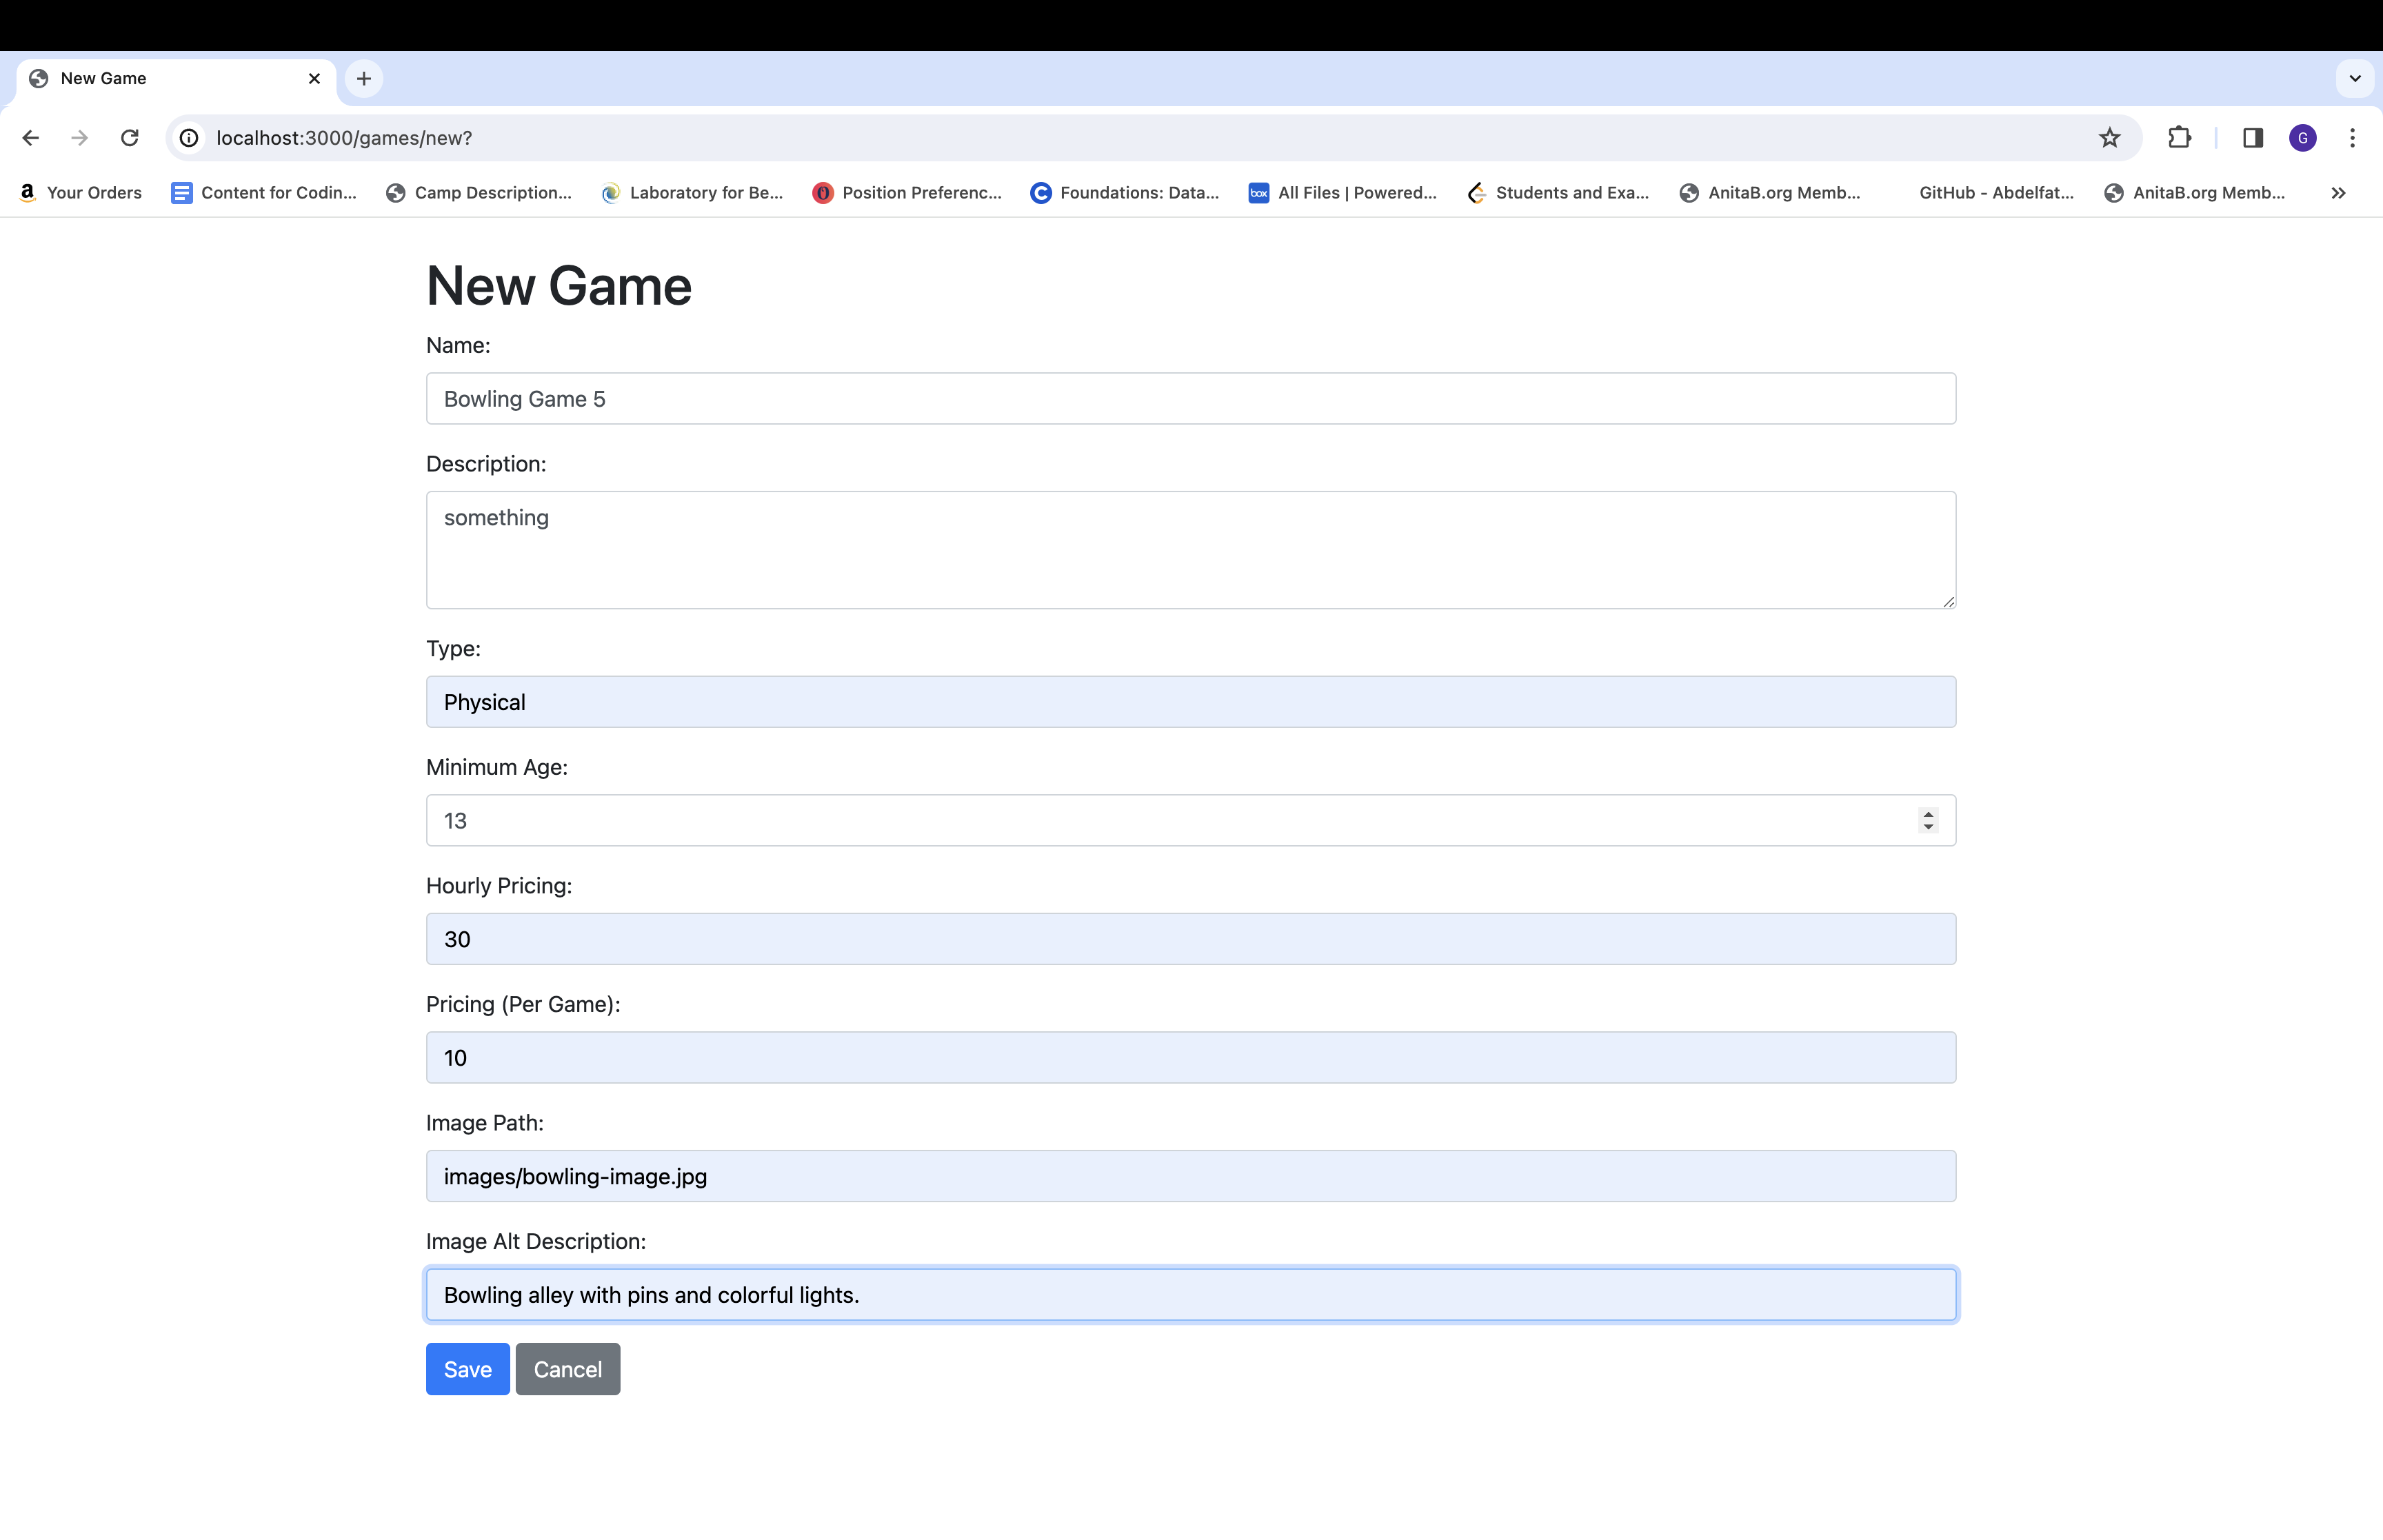 New Game
localhost:3000/games/new?
G
a Your Orders Content for Codin... Camp Description... Laboratory for Be... Position Preferenc... C Foundations: Data... box All Files | Powered... Students and Exa... AnitaB.org Memb... GitHub - Abdelfat... AnitaB.org Memb...
New Game
Name:
Bowling Game 5
Description:
something
Type:
Physical
Minimum Age:
13
Hourly Pricing:
30
Pricing (Per Game):
10
Image Path:
images/bowling-image.jpg
Image Alt Description:
Bowling alley with pins and colorful lights.
Save Cancel